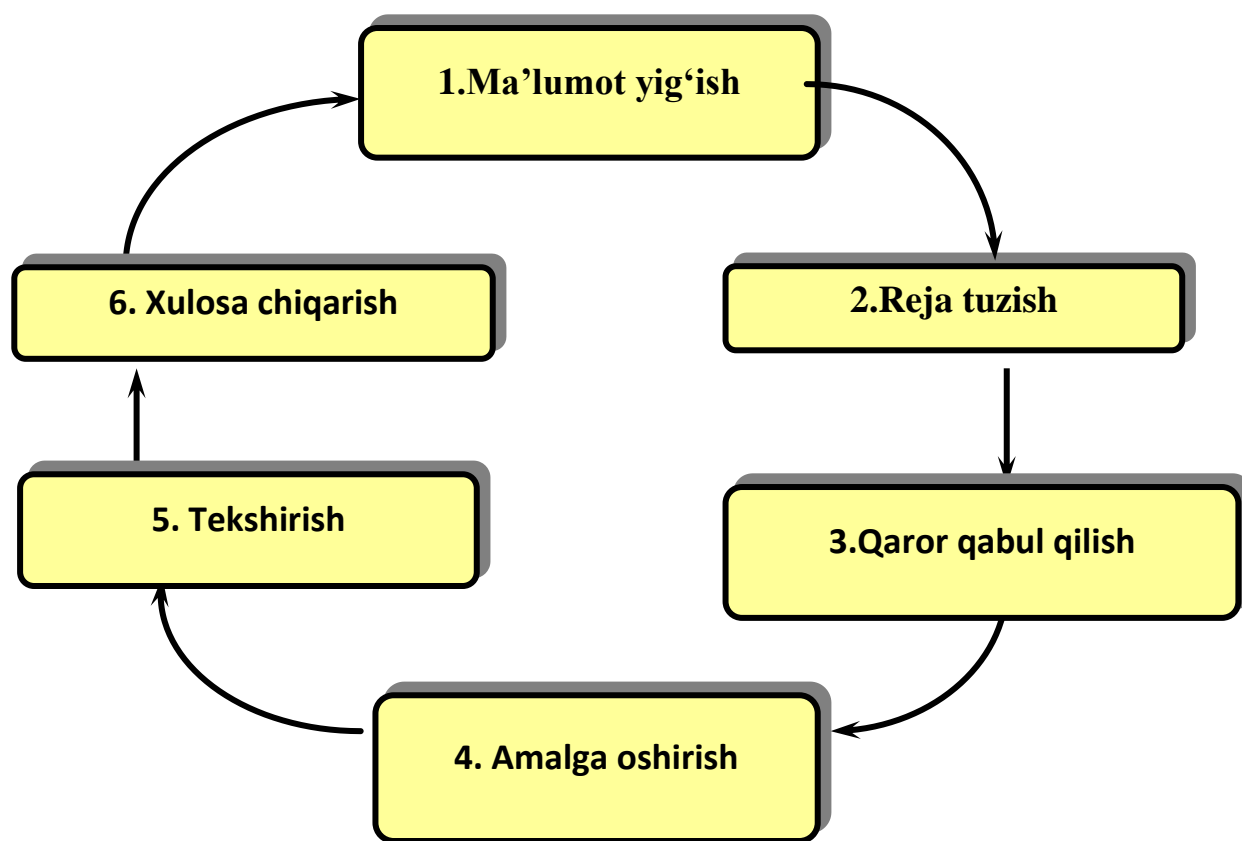 1.Ma’lumot yig‘ish
2.Reja tuzish
3.Qaror qabul qilish
4. Amalga oshirish
5. Tekshirish
6. Xulosa chiqarish